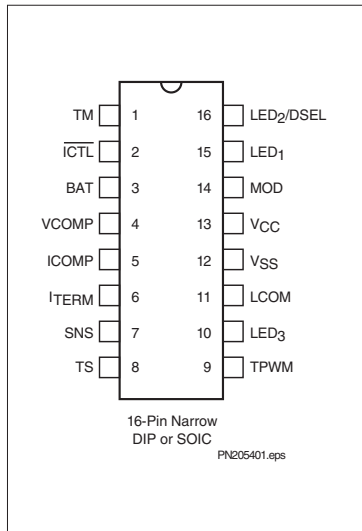 TM 1 16 LED2/DSEL
ICTL 2 15 LED1
BAT 3 14 MOD
VCOMP 4 13 VCC
ICOMP 5 12 VSS
ITERM 6 11 LCOM
SNS 7 10 LED3
TS 8 9 TPWM
16-Pin Narrow
DIP or SOIC
PN205401.eps